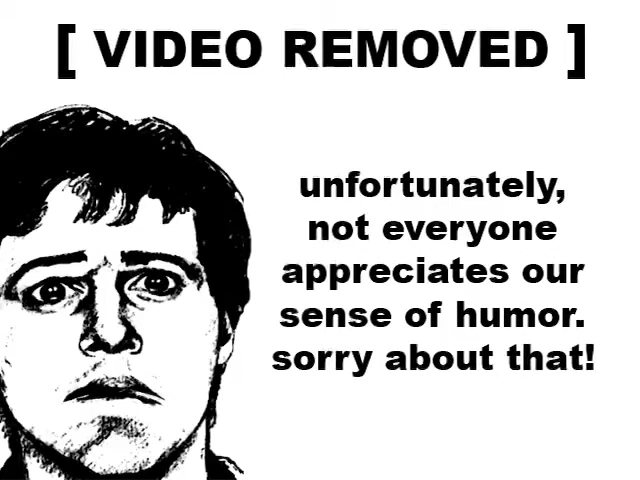 [ VIDEO REMOVED ]
unfortunately,
not everyone
appreciates our
sense of humor.
sorry about that!